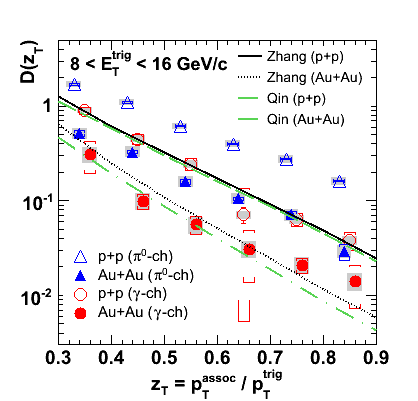 8 < E_T^trig < 16 GeV/c
Zhang (p+p)
Zhang (Au+Au)
Qin (p+p)
Qin (Au+Au)
D(z_T)
1
10^-1
10^-2
p+p (π^0-ch)
Au+Au (π^0-ch)
p+p (γ-ch)
Au+Au (γ-ch)
0.3 0.4 0.5 0.6 0.7 0.8 0.9
z_T = p_T^assoc / p_T^trig